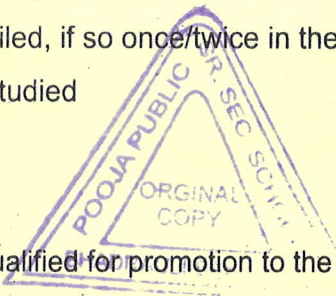 iled, if so once/twice in the
tudied
POOJA PUBLIC SR. SEC SCH
ORGINAL
COPY
ualified for promotion to the